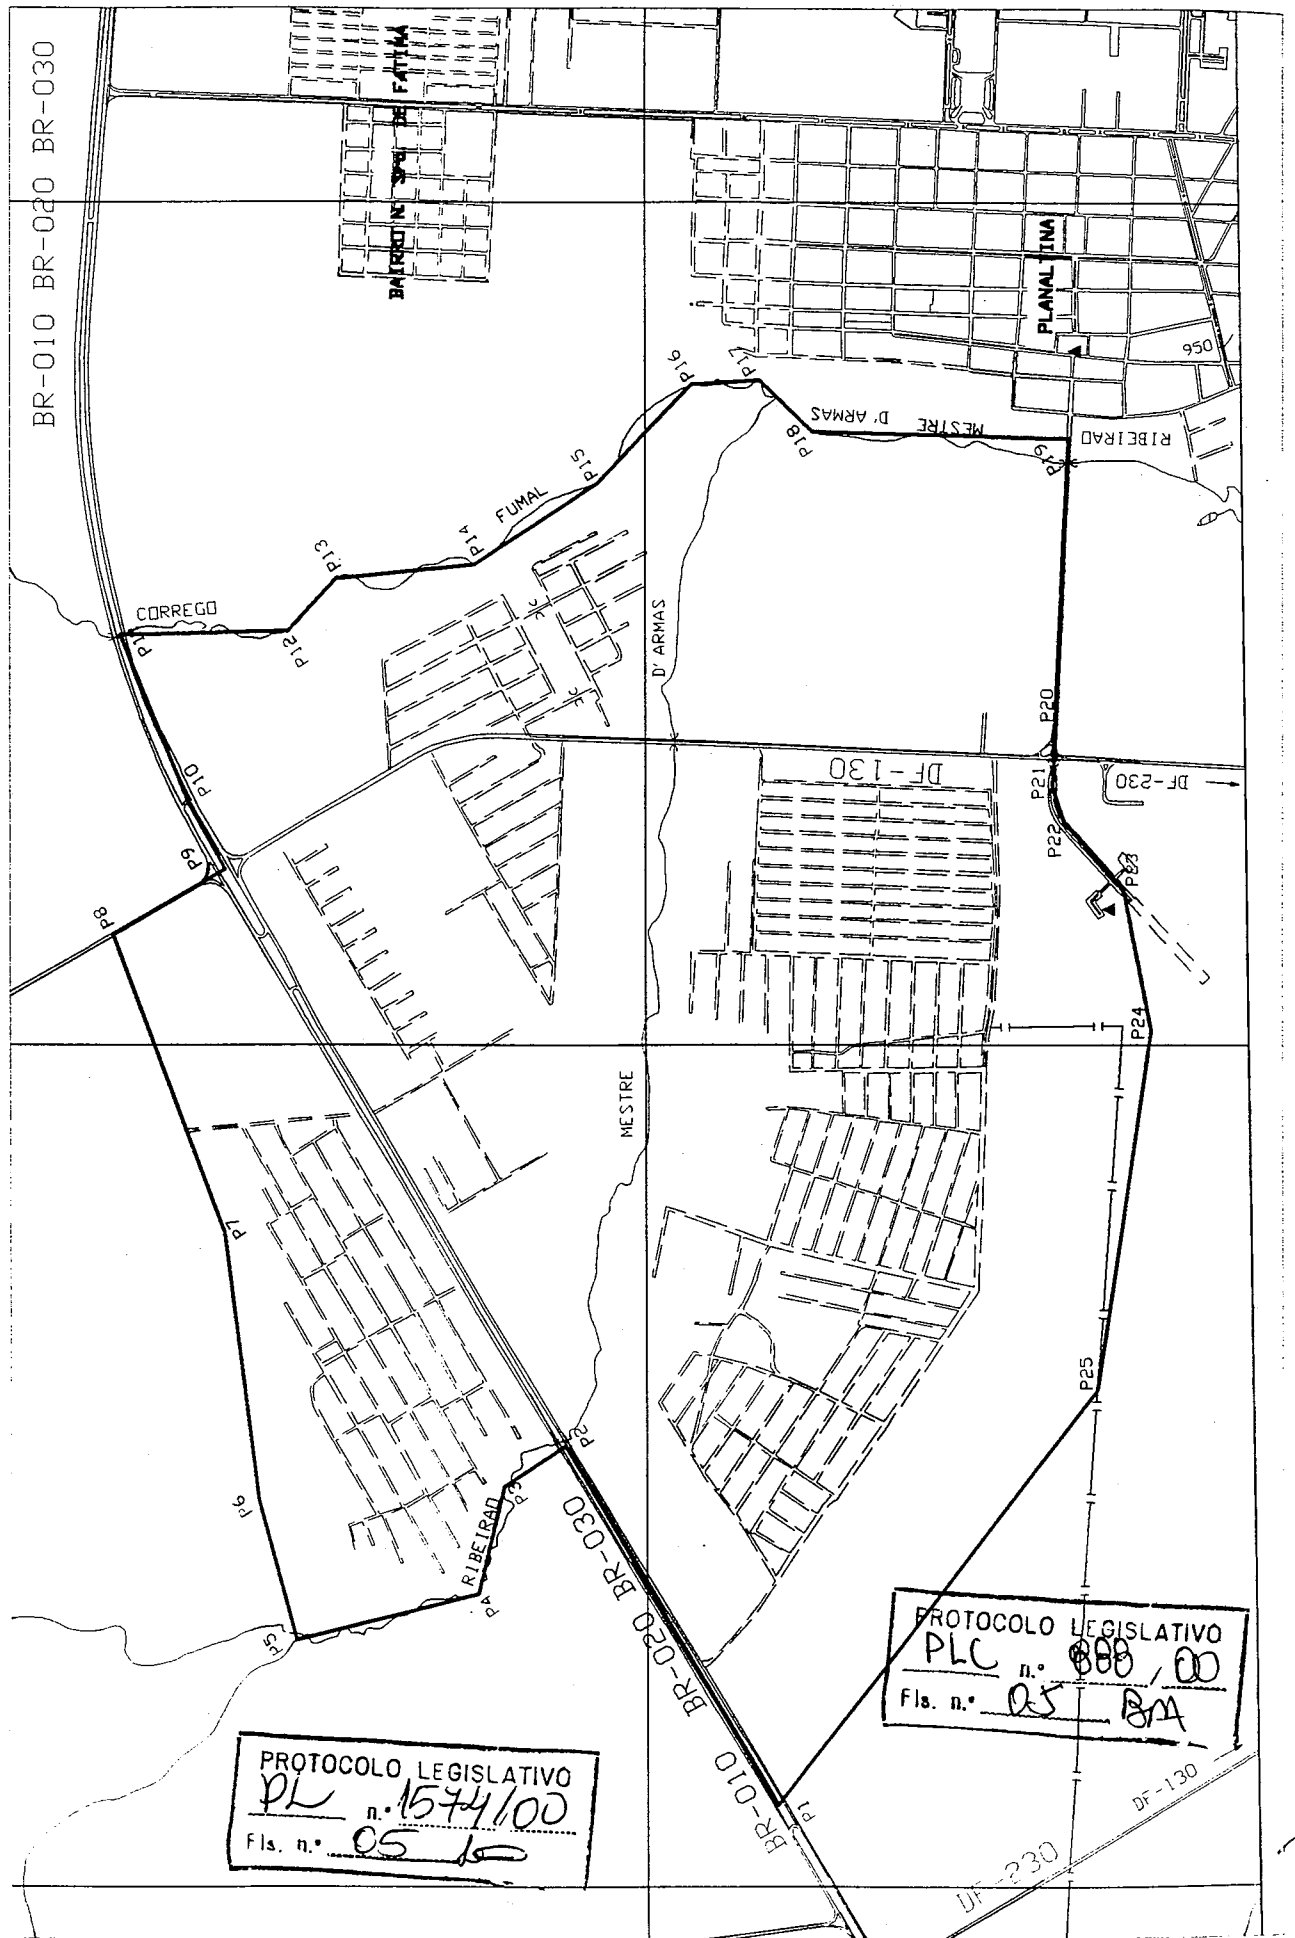 BR-010 BR-020 BR-030
BAIRRO N. SRª. DE FATIMA
PLANALTINA
950
P16
P17
P18
MESTRE D'ARMAS
RIBEIRAO
P19
P15
FUMAL
P14
P13
CORREGO
P11
P12
D'ARMAS
P10
P9
P8
P20
DF-130
P21
DF-230
P22
P23
P24
MESTRE
P7
P25
P6
P2
P3
RIBEIRAO
P4
P5
BR-010 BR-020 BR-030
P1
PROTOCOLO LEGISLATIVO
PLC n.º 888 / 00
Fls. n.º 05 BMA
PROTOCOLO LEGISLATIVO
PL n.º 1574/00
Fls. n.º 05
DF-130
DF-230